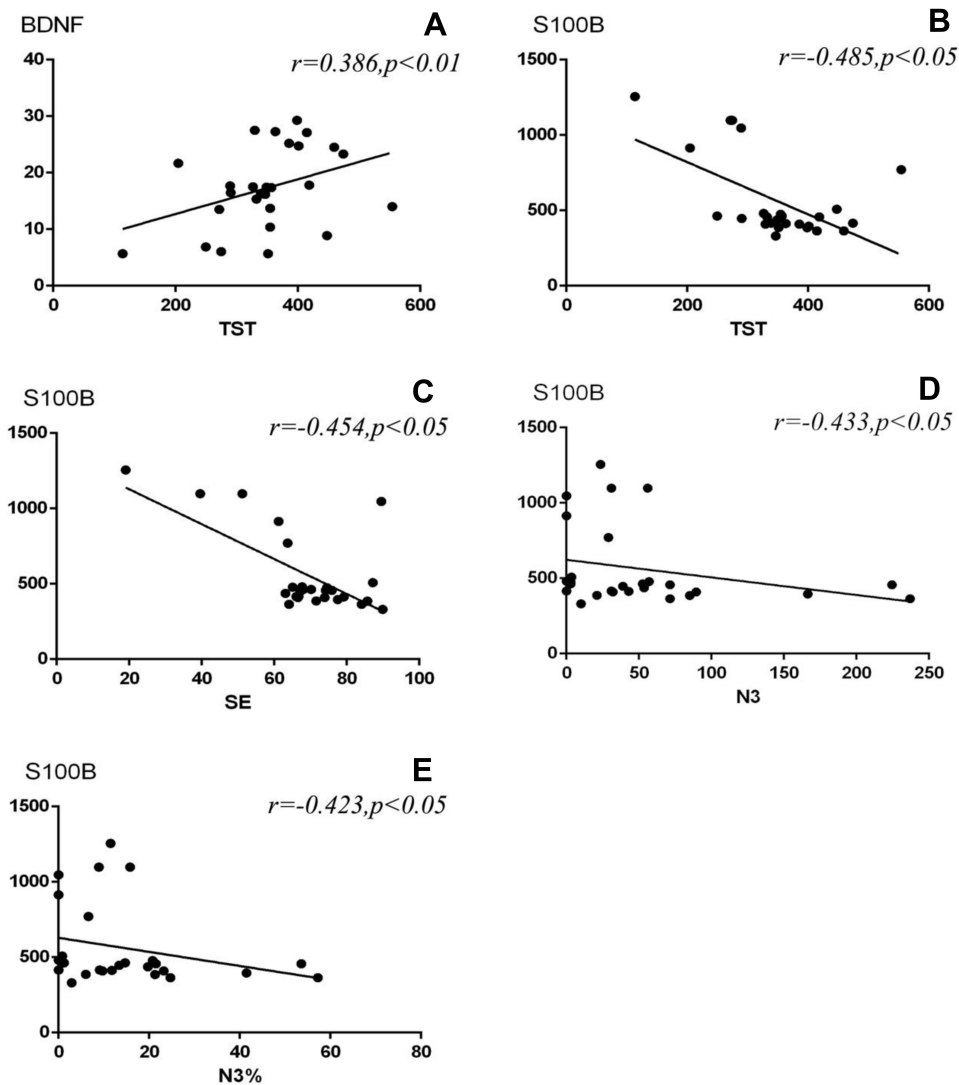 BDNF
A
r=0.386,p<0.01
40
30
20
10
0
0 200 400 600
TST
S100B
B
r=-0.485,p<0.05
1500
1000
500
0
0 200 400 600
TST
S100B
C
r=-0.454,p<0.05
1500
1000
500
0
0 20 40 60 80 100
SE
S100B
D
r=-0.433,p<0.05
1500
1000
500
0
0 50 100 150 200 250
N3
S100B
E
r=-0.423,p<0.05
1500
1000
500
0
0 20 40 60 80
N3%